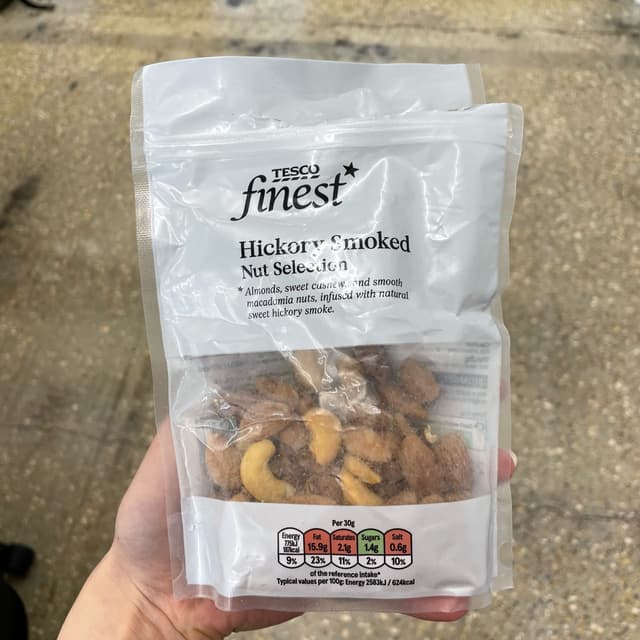 TESCO
finest*
Hickory Smoked
Nut Selection
* Almonds, sweet cashews and smooth
macadamia nuts, infused with natural
sweet hickory smoke.
Per 30g
Energy Fat Saturates Sugars Salt
775kJ 15.9g 2.1g 1.4g 0.6g
187kcal
9% 23% 11% 2% 10%
of the reference intake*
Typical values per 100g: Energy 2583kJ / 624kcal